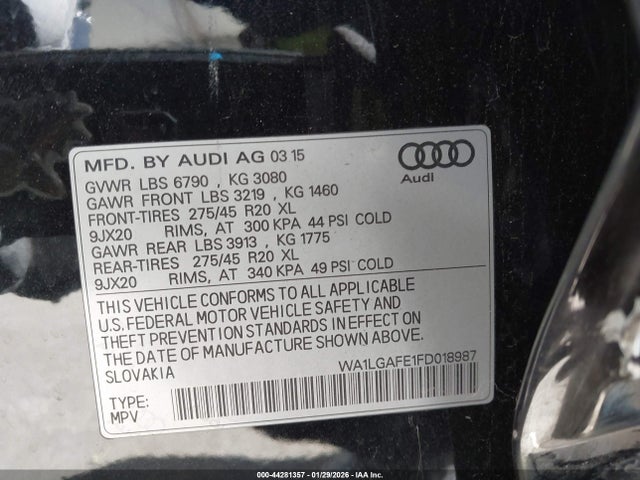 MFD. BY AUDI AG 03 15
Audi
GVWR LBS 6790 , KG 3080
GAWR FRONT LBS 3219 , KG 1460
FRONT-TIRES 275/45 R20 XL
9JX20 RIMS, AT 300 KPA 44 PSI COLD
GAWR REAR LBS 3913 , KG 1775
REAR-TIRES 275/45 R20 XL
9JX20 RIMS, AT 340 KPA 49 PSI COLD
THIS VEHICLE CONFORMS TO ALL APPLICABLE
U.S. FEDERAL MOTOR VEHICLE SAFETY AND
THEFT PREVENTION STANDARDS IN EFFECT ON
THE DATE OF MANUFACTURE SHOWN ABOVE.
SLOVAKIA
WA1LGAFE1FD018987
TYPE:
MPV
000-44281357 - 01/29/2026 - IAA Inc.